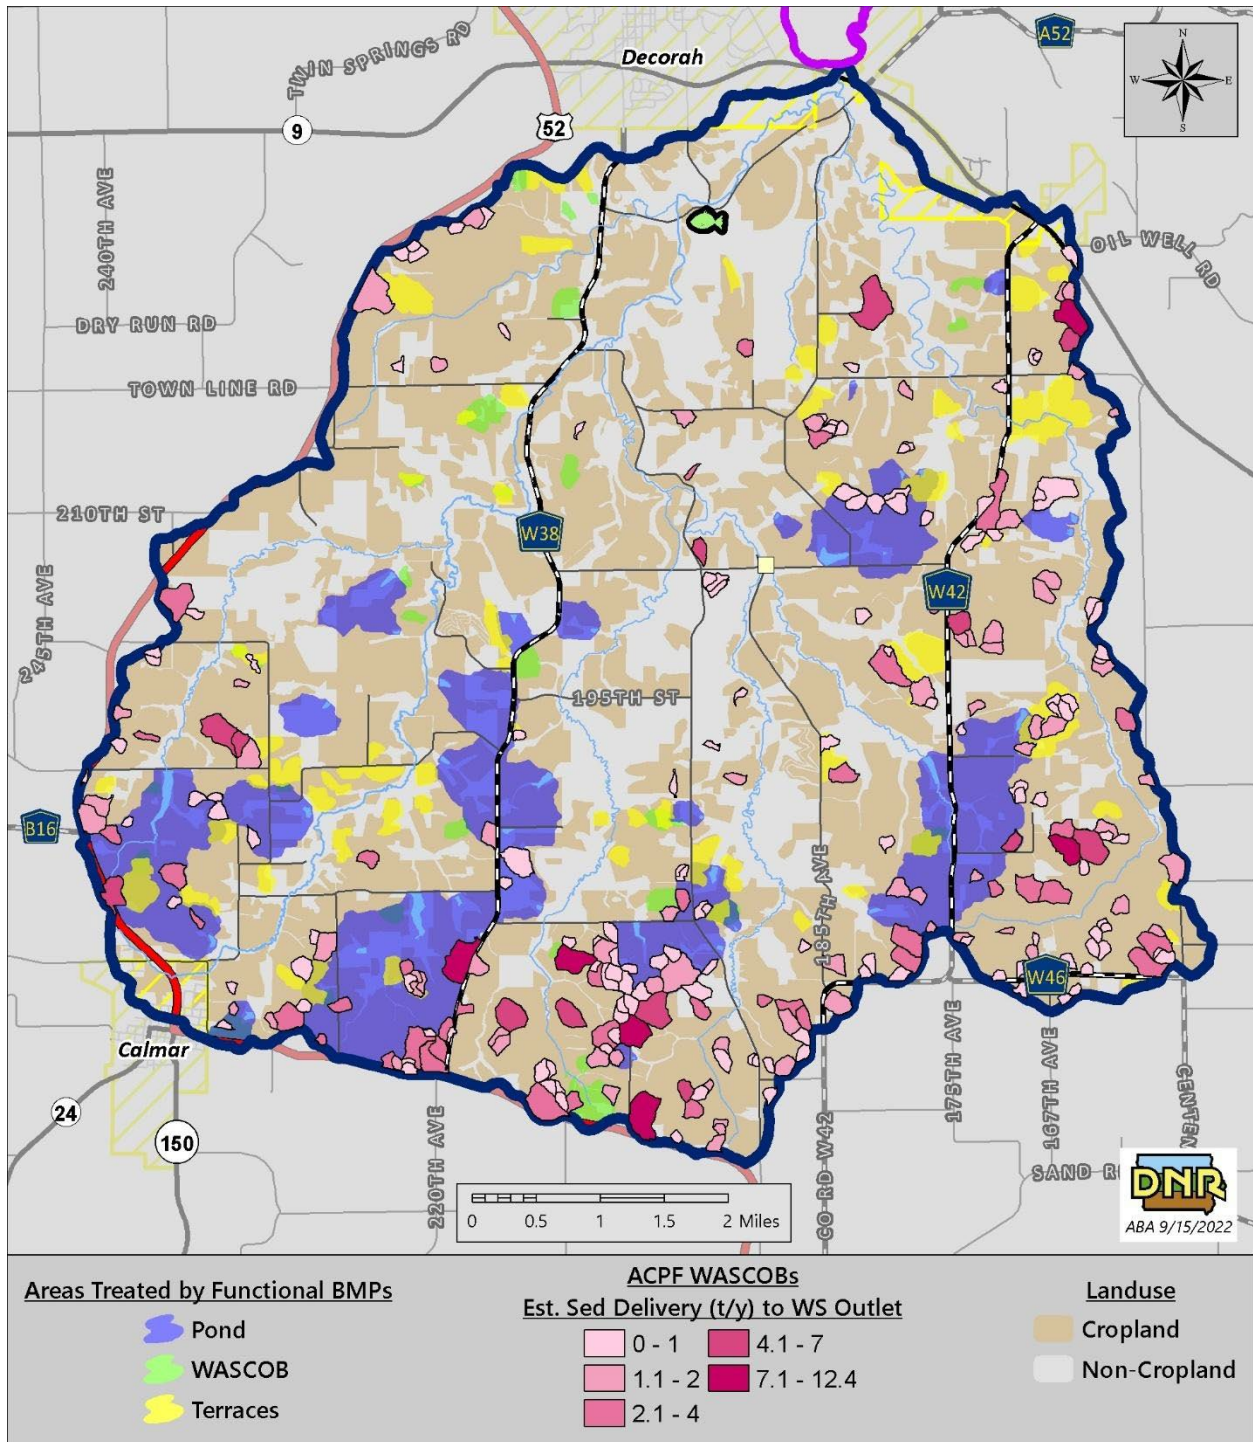 A52
N
W E
S
TWIN SPRINGS RD
Decorah
9
52
240TH AVE
OIL WELL RD
DRY RUN RD
TOWN LINE RD
210TH ST
W38
W42
245TH AVE
195TH ST
B16
1857TH AVE
W46
Calmar
24
150
220TH AVE
CO RD W42
175TH AVE
167TH AVE
CENTEN
SAND R
0 0.5 1 1.5 2 Miles
DNR
ABA 9/15/2022
Areas Treated by Functional BMPs
Pond
WASCOB
Terraces
ACPF WASCOBs
Est. Sed Delivery (t/y) to WS Outlet
0 - 1 4.1 - 7
1.1 - 2 7.1 - 12.4
2.1 - 4
Landuse
Cropland
Non-Cropland